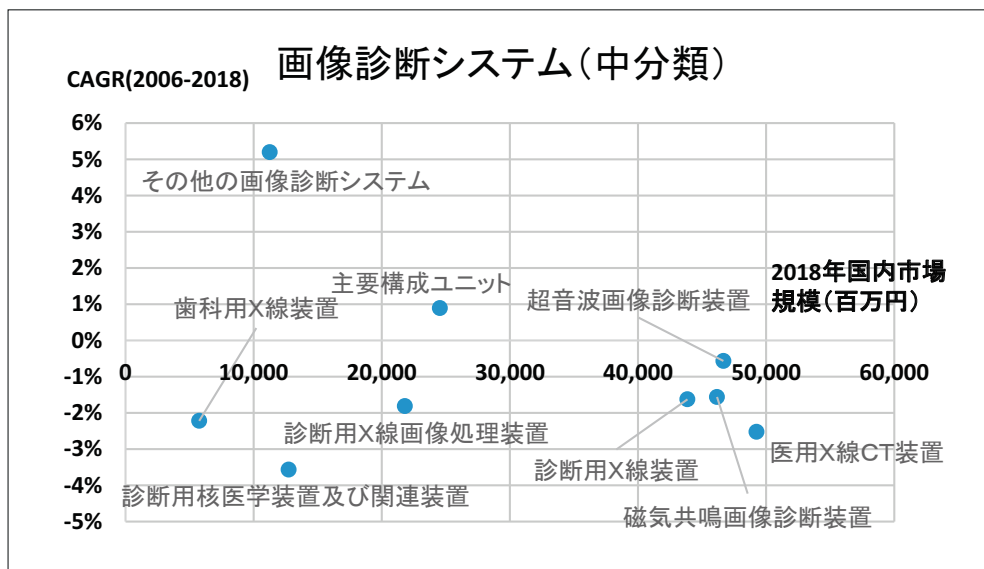 画像診断システム（中分類）
CAGR(2006-2018)
6%
5%
その他の画像診断システム
4%
3%
2%
2018年国内市場
規模（百万円）
主要構成ユニット
超音波画像診断装置
歯科用X線装置
1%
0%
-1%
0
10,000
20,000
30,000
40,000
50,000
60,000
-2%
診断用X線画像処理装置
診断用X線装置
医用X線CT装置
-3%
-4%
診断用核医学装置及び関連装置
磁気共鳴画像診断装置
-5%